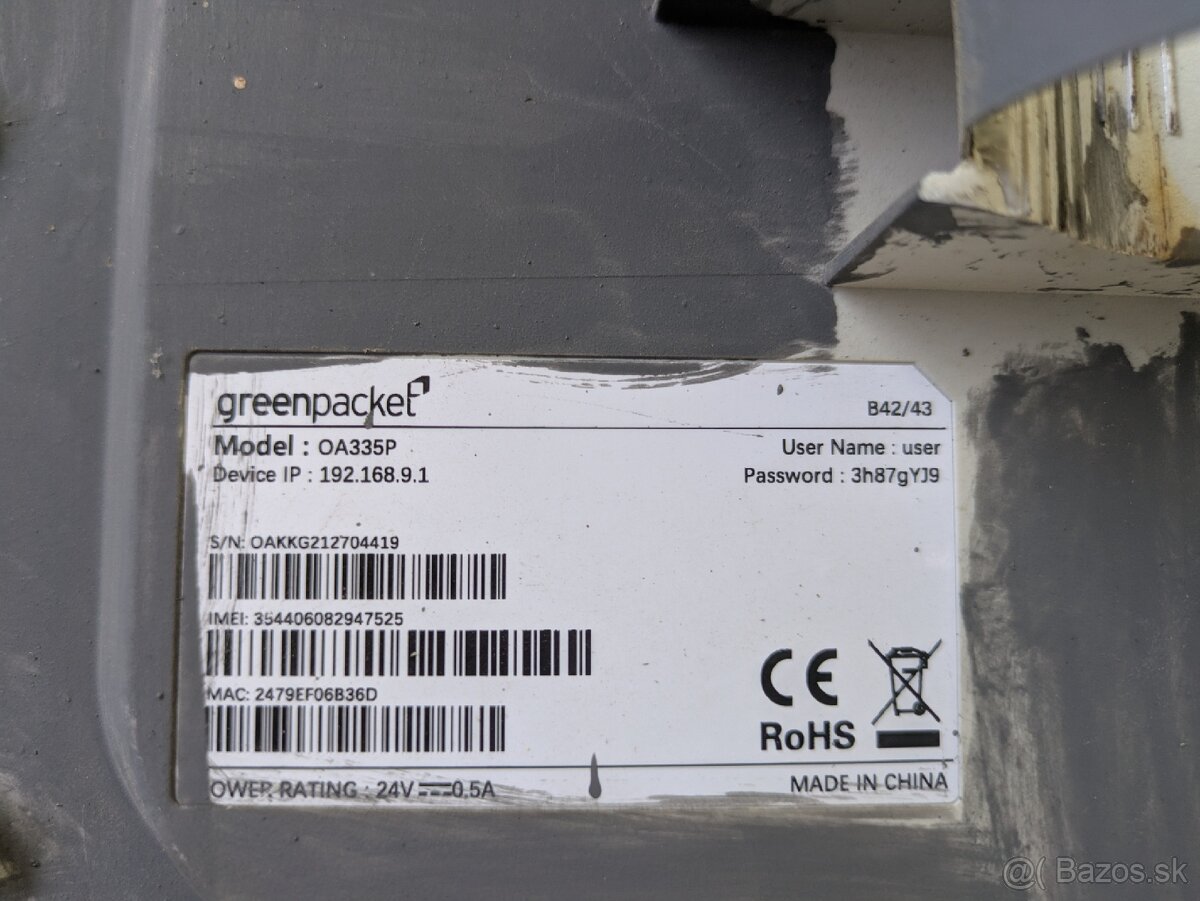 greenpacket
B42/43
Model : OA335P
User Name : user
Device IP : 192.168.9.1
Password : 3h87gYJ9
S/N: OAKKG212704419
IMEI: 354406082947525
MAC: 2479EF06B36D
CE
RoHS
OWER RATING : 24V⎓0.5A
MADE IN CHINA
@( Bazos.sk